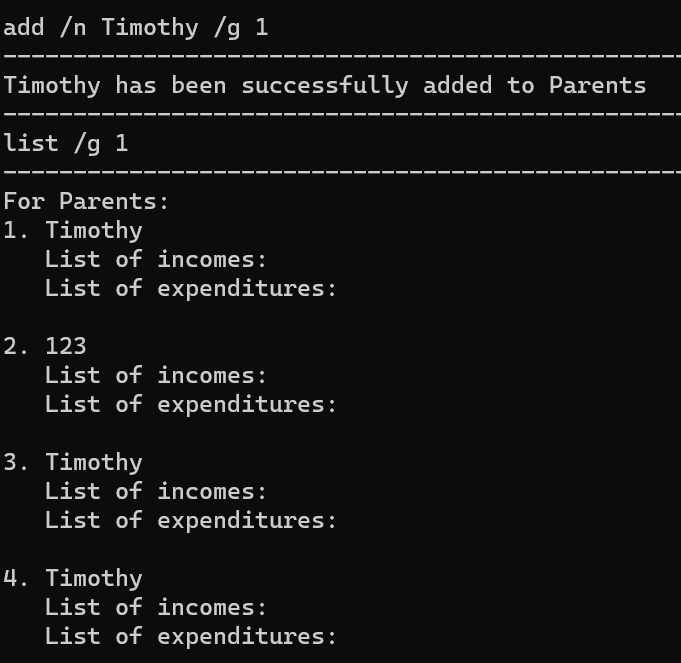 add /n Timothy /g 1
-------------------------------------------------
Timothy has been successfully added to Parents
-------------------------------------------------
list /g 1
-------------------------------------------------
For Parents:
1. Timothy
   List of incomes:
   List of expenditures:

2. 123
   List of incomes:
   List of expenditures:

3. Timothy
   List of incomes:
   List of expenditures:

4. Timothy
   List of incomes:
   List of expenditures: